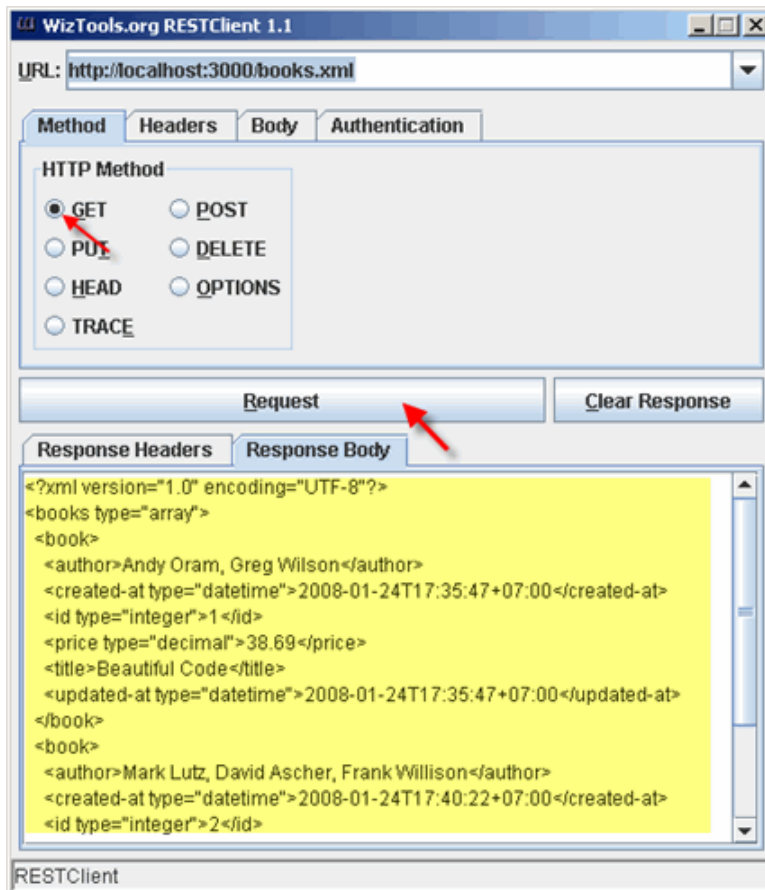 WizTools.org RESTClient 1.1
URL: http://localhost:3000/books.xml
Method Headers Body Authentication
HTTP Method
GET POST
PUT DELETE
HEAD OPTIONS
TRACE
Request Clear Response
Response Headers Response Body
<?xml version="1.0" encoding="UTF-8"?>
<books type="array">
<book>
<author>Andy Oram, Greg Wilson</author>
<created-at type="datetime">2008-01-24T17:35:47+07:00</created-at>
<id type="integer">1</id>
<price type="decimal">38.69</price>
<title>Beautiful Code</title>
<updated-at type="datetime">2008-01-24T17:35:47+07:00</updated-at>
</book>
<book>
<author>Mark Lutz, David Ascher, Frank Willison</author>
<created-at type="datetime">2008-01-24T17:40:22+07:00</created-at>
<id type="integer">2</id>
RESTClient